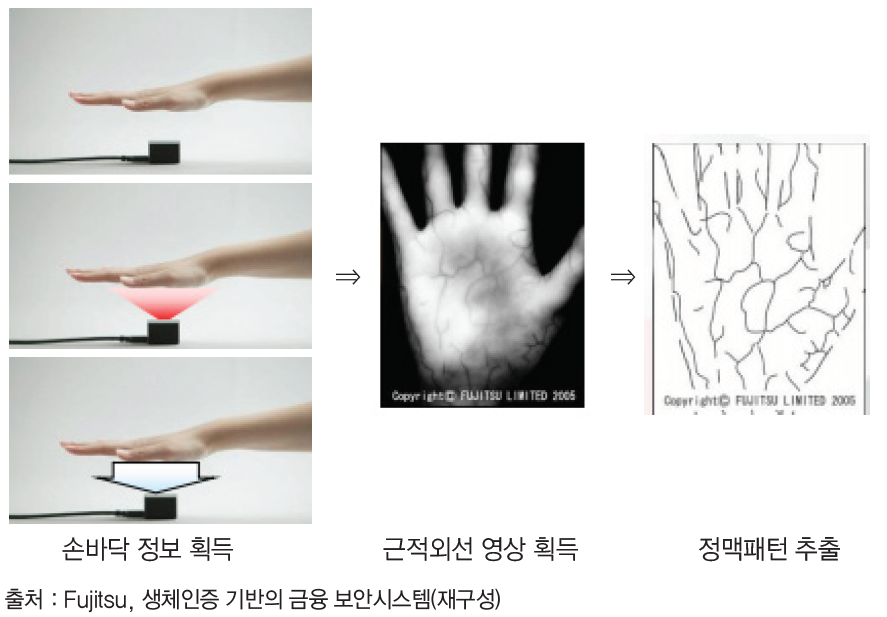 ⇒
⇒
Copyright© FUJITSU LIMITED 2005
Copyright© FUJITSU LIMITED 2005
손바닥 정보 획득
근적외선 영상 획득
정맥패턴 추출
출처 : Fujitsu, 생체인증 기반의 금융 보안시스템(재구성)